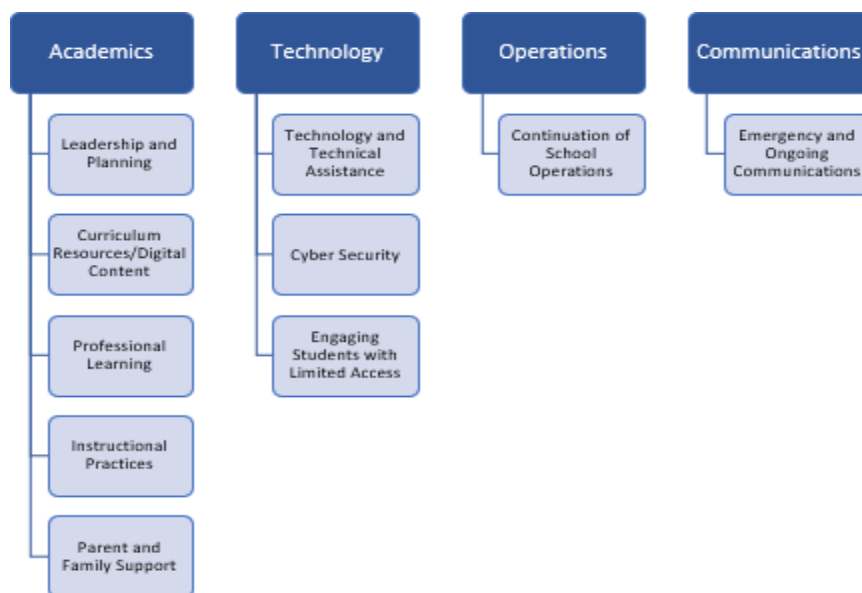 Academics
Leadership and
Planning
Curriculum
Resources/Digital
Content
Professional
Learning
Instructional
Practices
Parent and
Family Support
Technology
Technology and
Technical
Assistance
Cyber Security
Engaging
Students with
Limited Access
Operations
Continuation of
School
Operations
Communications
Emergency and
Ongoing
Communications